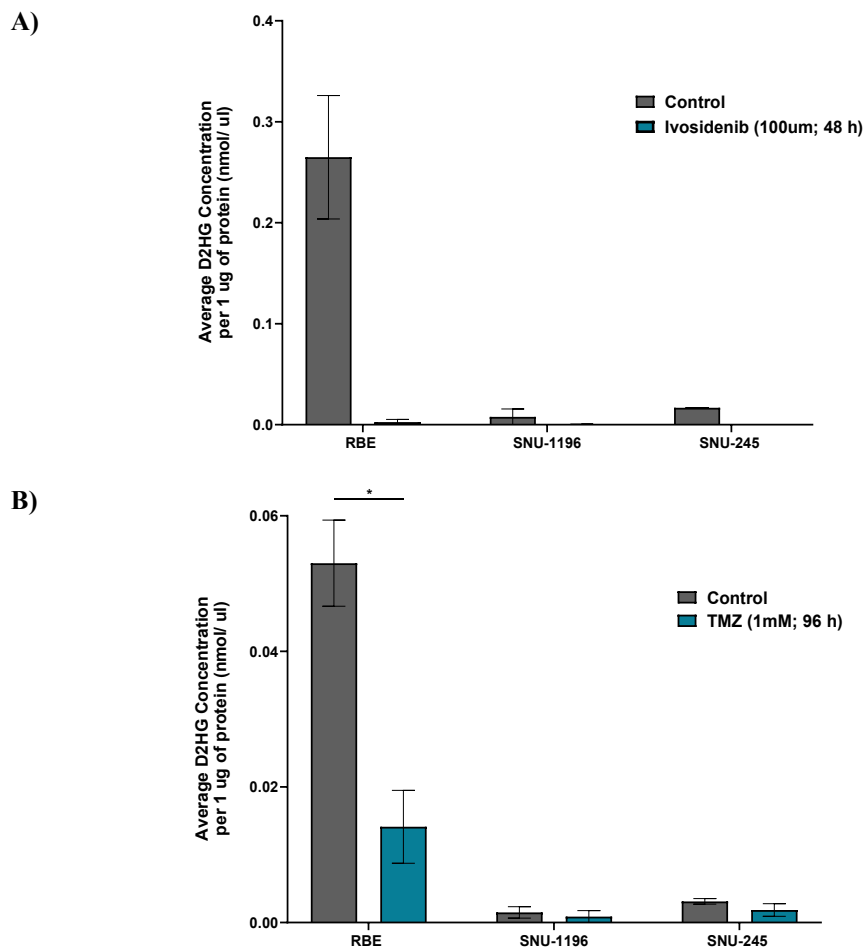 A)
Average D2HG Concentration
per 1 ug of protein (nmol/ ul)
0.4
0.3
0.2
0.1
0.0
Control
Ivosidenib (100um; 48 h)
RBE
SNU-1196
SNU-245
B)
Average D2HG Concentration
per 1 ug of protein (nmol/ ul)
0.06
0.04
0.02
0.00
*
Control
TMZ (1mM; 96 h)
RBE
SNU-1196
SNU-245